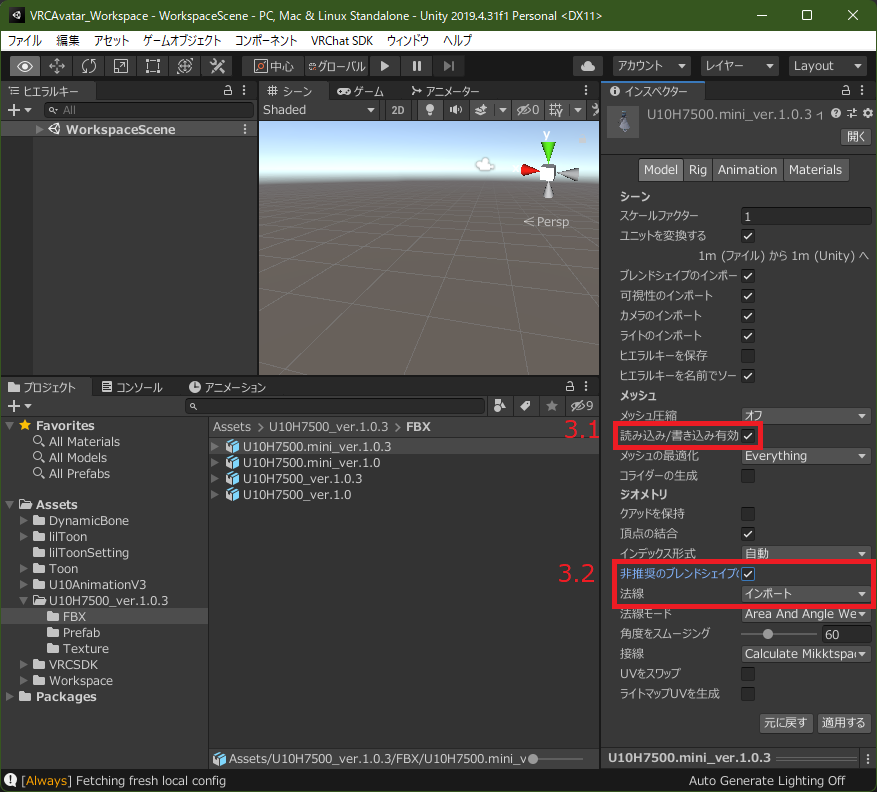 VRCAvatar_Workspace - WorkspaceScene - PC, Mac & Linux Standalone - Unity 2019.4.31f1 Personal <DX11>
ファイル 編集 アセット ゲームオブジェクト コンポーネント VRChat SDK ウィンドウ ヘルプ
中心 グローバル アカウント レイヤー Layout
ヒエラルキー
All
WorkspaceScene
シーン ゲーム アニメーター
Shaded 2D 0
y
Persp
プロジェクト コンソール アニメーション
9
Favorites
All Materials
All Models
All Prefabs
Assets
DynamicBone
lilToon
lilToonSetting
Toon
U10AnimationV3
U10H7500_ver.1.0.3
FBX
Prefab
Texture
VRCSDK
Workspace
Packages
Assets > U10H7500_ver.1.0.3 > FBX
U10H7500.mini_ver.1.0.3
U10H7500.mini_ver.1.0
U10H7500_ver.1.0.3
U10H7500_ver.1.0
Assets/U10H7500_ver.1.0.3/FBX/U10H7500.mini_v
インスペクター
U10H7500.mini_ver.1.0.3 イ
開く
Model Rig Animation Materials
シーン
スケールファクター 1
ユニットを変換する
1m (ファイル) から 1m (Unity) へ
ブレンドシェイプのインポー
可視性のインポート
カメラのインポート
ライトのインポート
ヒエラルキーを保存
ヒエラルキーを名前でソー
メッシュ
メッシュ圧縮 オフ
3.1
読み込み/書き込み有効
メッシュの最適化 Everything
コライダーの生成
ジオメトリ
クアッドを保持
頂点の結合
インデックス形式 自動
3.2
非推奨のブレンドシェイプ
法線 インポート
法線モード Area And Angle We
角度をスムージング 60
接線 Calculate Mikktspa
UVをスワップ
ライトマップUVを生成
元に戻す 適用する
U10H7500.mini_ver.1.0.3
[Always] Fetching fresh local config
Auto Generate Lighting Off